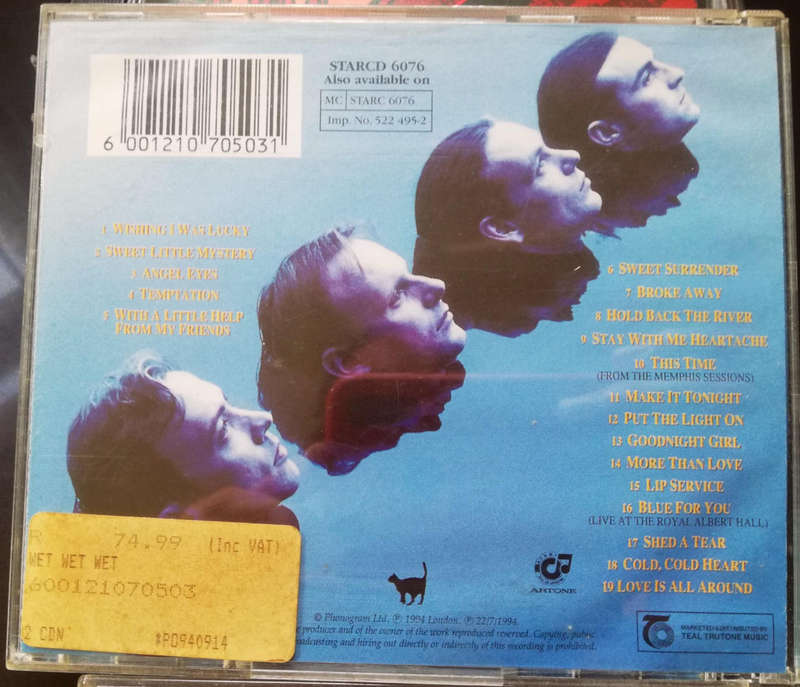 STARCD 6076
Also available on
MC STARC 6076
Imp. No. 522 495-2
6 001210 705031
1 WISHING I WAS LUCKY
2 SWEET LITTLE MYSTERY
3 ANGEL EYES
4 TEMPTATION
5 WITH A LITTLE HELP
FROM MY FRIENDS
6 SWEET SURRENDER
7 BROKE AWAY
8 HOLD BACK THE RIVER
9 STAY WITH ME HEARTACHE
10 THIS TIME
(FROM THE MEMPHIS SESSIONS)
11 MAKE IT TONIGHT
12 PUT THE LIGHT ON
13 GOODNIGHT GIRL
14 MORE THAN LOVE
15 LIP SERVICE
16 BLUE FOR YOU
(LIVE AT THE ROYAL ALBERT HALL)
17 SHED A TEAR
18 COLD, COLD HEART
19 LOVE IS ALL AROUND
R 74.99 (Inc VAT)
WET WET WET
600121070503
2 CDN *PD940914
ARTONE
© Phonogram Ltd. ℗ 1994 London. ℗ 22/7/1994.
producer and of the owner of the work reproduced reserved. Copying, public
broadcasting and hiring out directly or indirectly of this recording is prohibited.
MARKETED & DISTRIBUTED BY
TEAL TRUTONE MUSIC